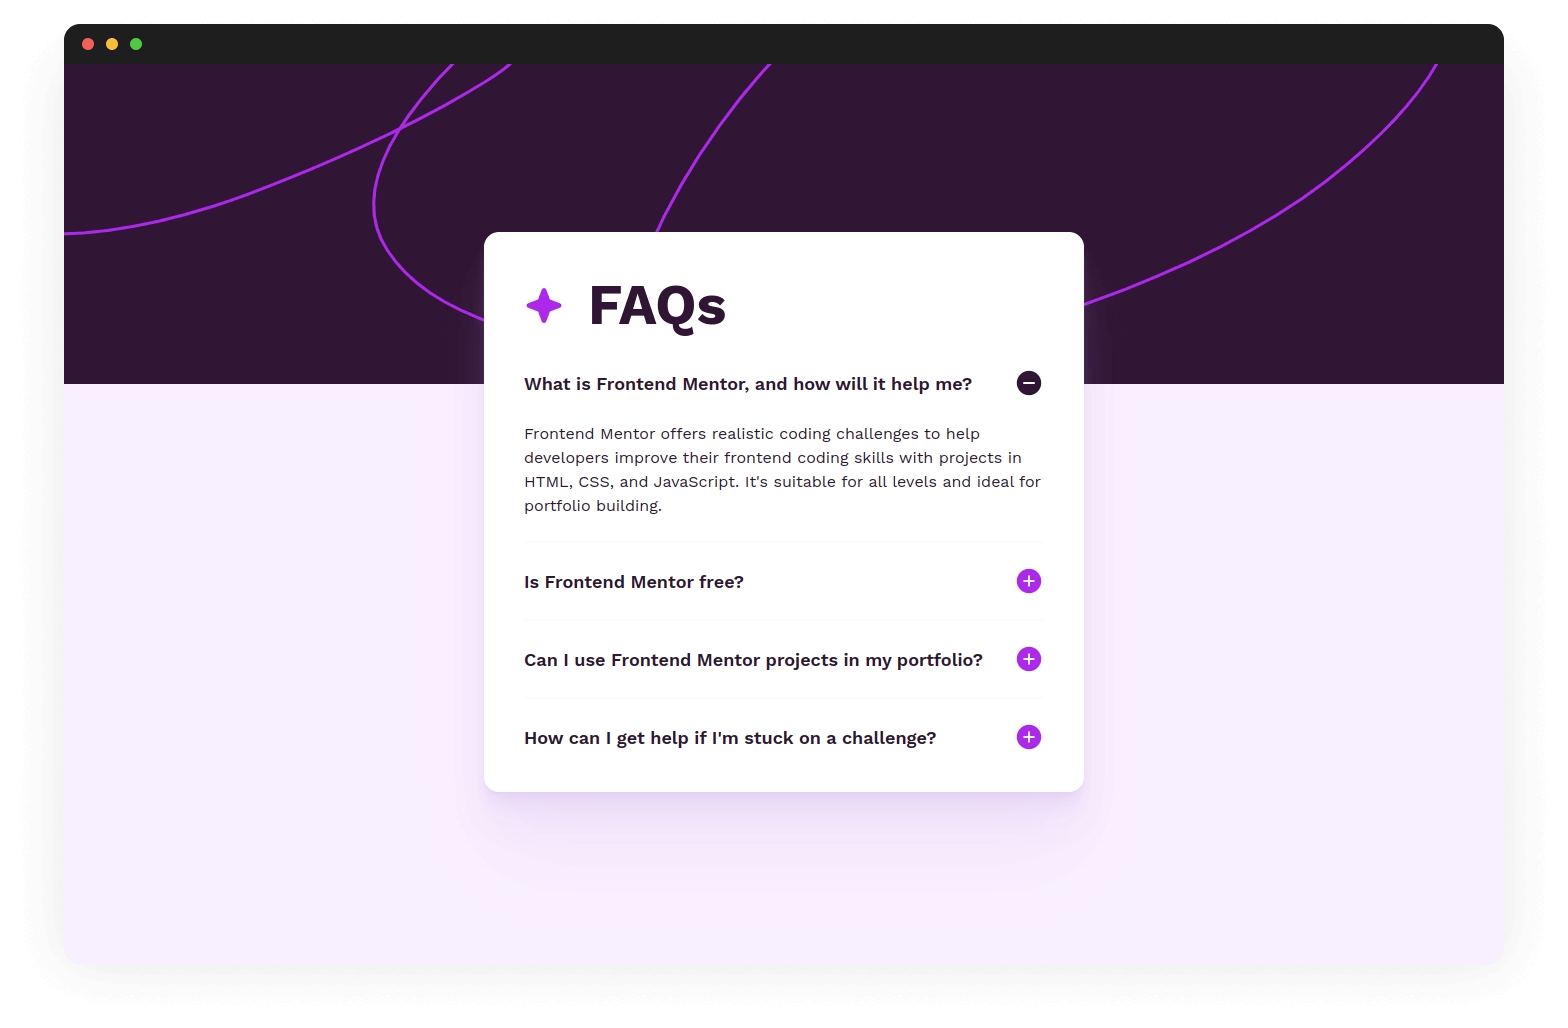 FAQs
What is Frontend Mentor, and how will it help me?
Frontend Mentor offers realistic coding challenges to help
developers improve their frontend coding skills with projects in
HTML, CSS, and JavaScript. It's suitable for all levels and ideal for
portfolio building.
Is Frontend Mentor free?
Can I use Frontend Mentor projects in my portfolio?
How can I get help if I'm stuck on a challenge?